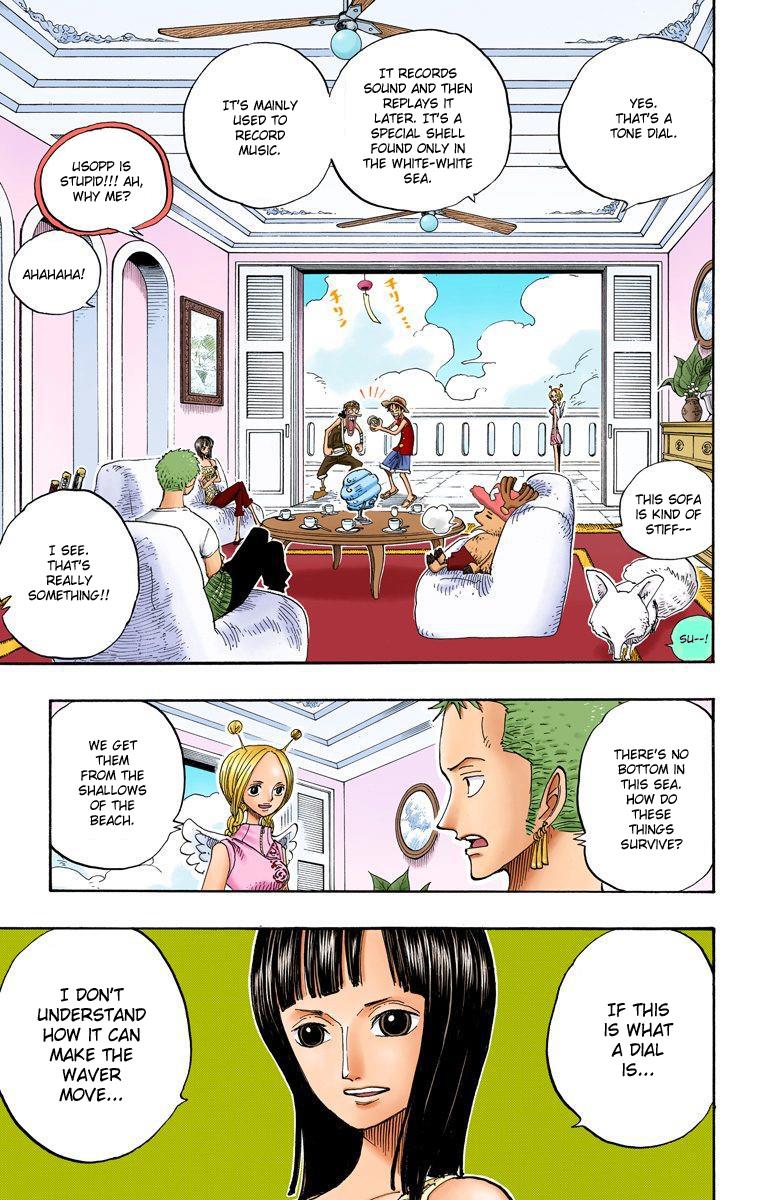 YES.
THAT'S A
TONE DIAL.
IT RECORDS
SOUND AND THEN
REPLAYS IT
LATER. IT'S A
SPECIAL SHELL
FOUND ONLY IN
THE WHITE-WHITE
SEA.
IT'S MAINLY
USED TO
RECORD
MUSIC.
USOPP IS
STUPID!!! AH,
WHY ME?
AHAHAHA!
チリン…
チリン
THIS SOFA
IS KIND OF
STIFF--
SU--!
I SEE.
THAT'S
REALLY
SOMETHING!!
THERE'S NO
BOTTOM IN
THIS SEA.
HOW DO
THESE
THINGS
SURVIVE?
WE GET
THEM
FROM THE
SHALLOWS
OF THE
BEACH.
IF THIS
IS WHAT
A DIAL
IS...
I DON'T
UNDERSTAND
HOW IT CAN
MAKE THE
WAVER
MOVE...